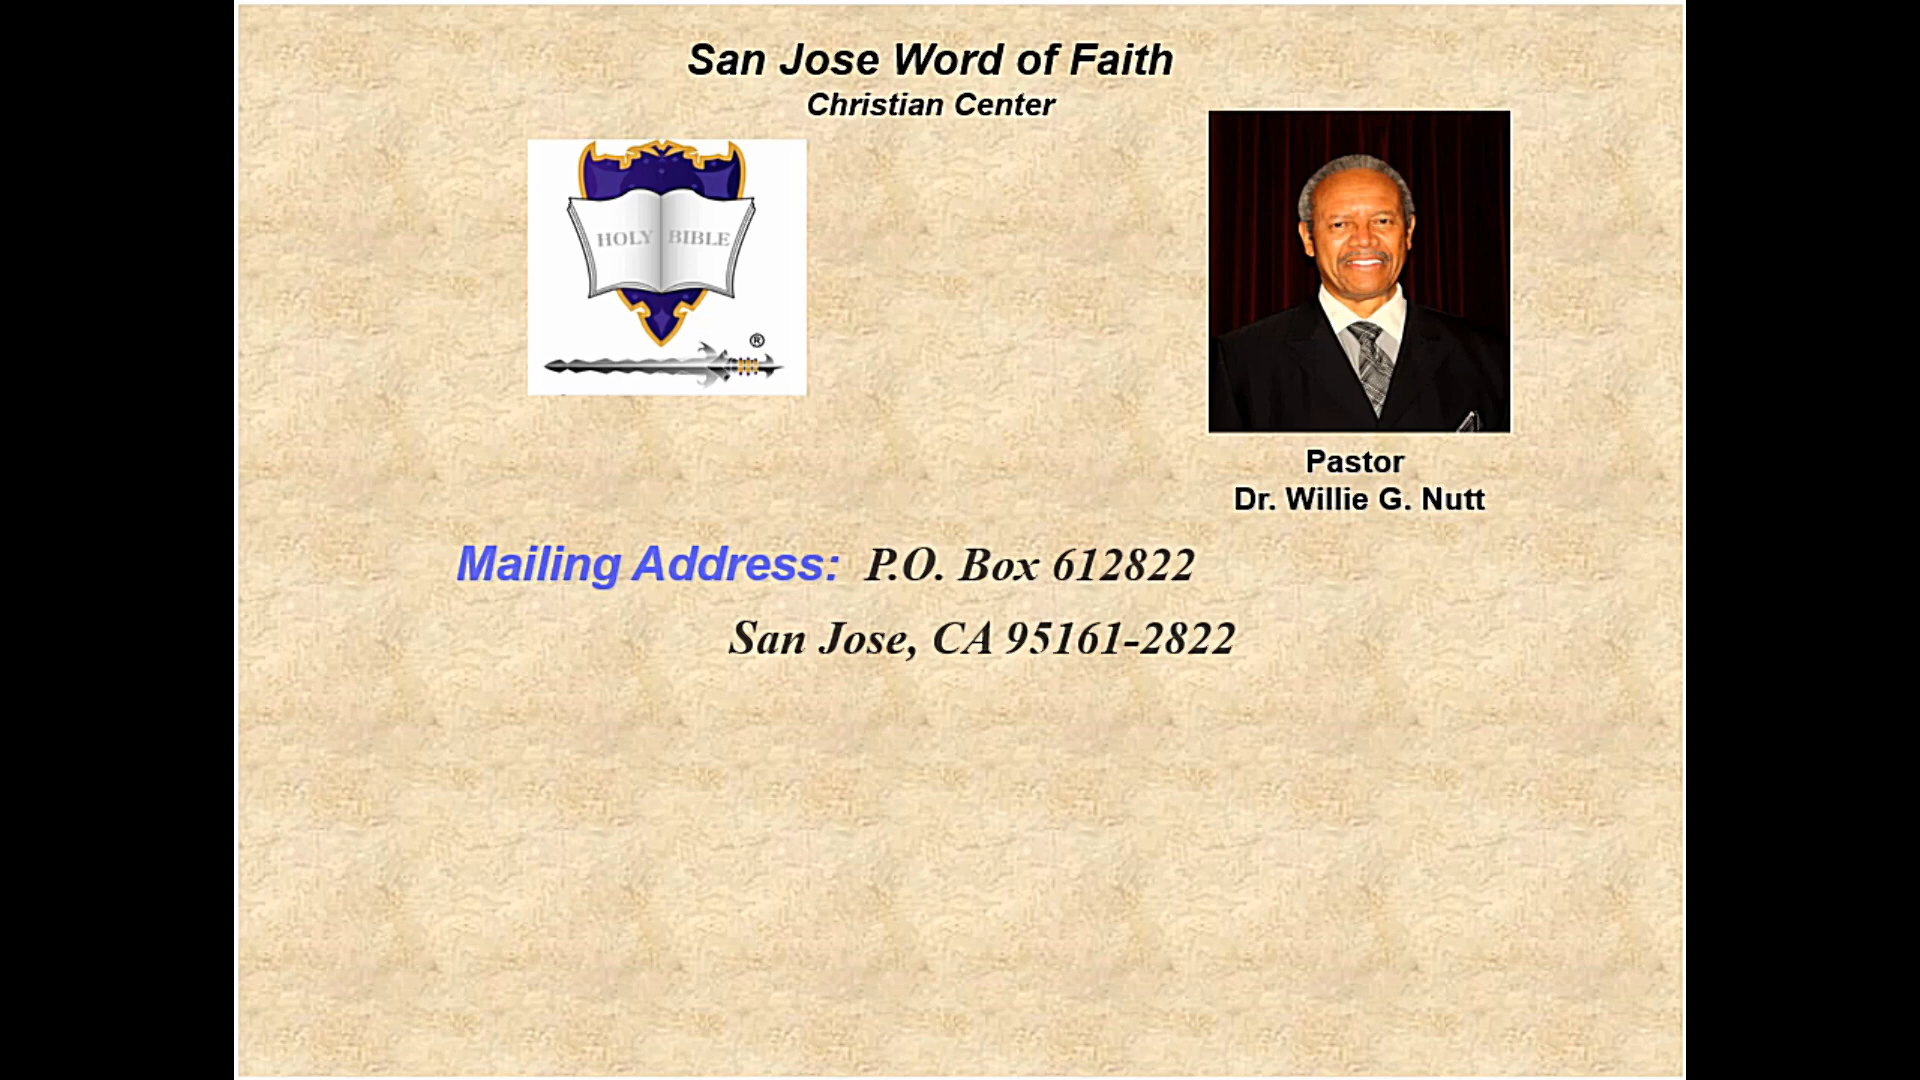 San Jose Word of Faith
Christian Center
HOLY BIBLE
®
Pastor
Dr. Willie G. Nutt
Mailing Address: P.O. Box 612822
San Jose, CA 95161-2822